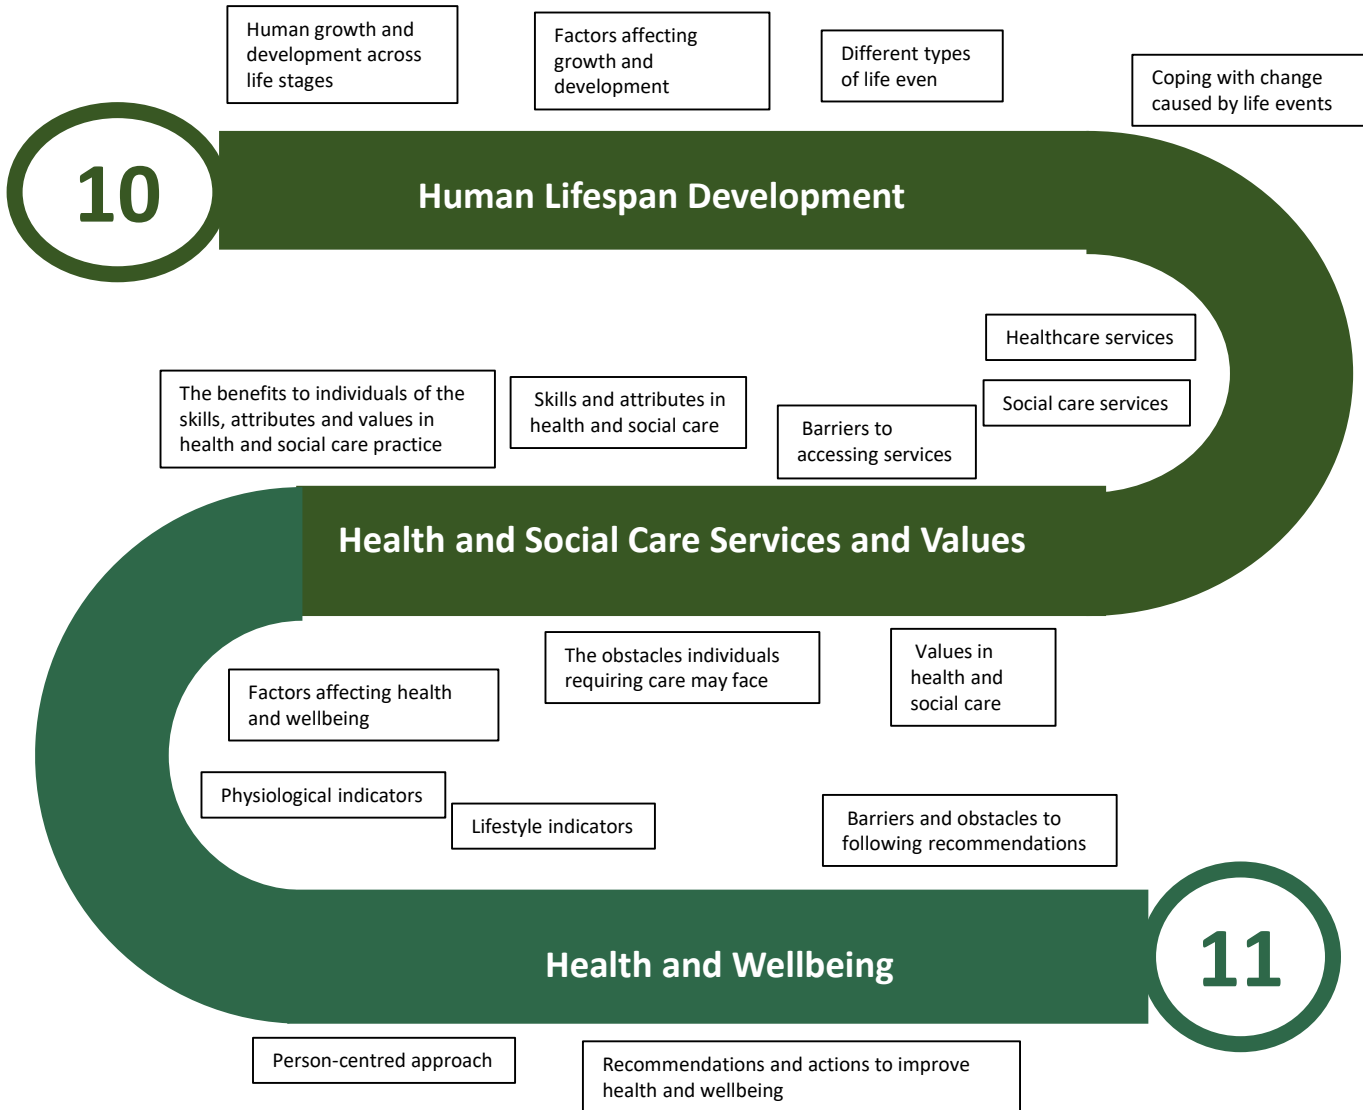 Human growth and
development across
life stages
Factors affecting
growth and
development
Different types
of life even
Coping with change
caused by life events
10
Human Lifespan Development
Healthcare services
Social care services
Barriers to
accessing services
Skills and attributes in
health and social care
The benefits to individuals of the
skills, attributes and values in
health and social care practice
Health and Social Care Services and Values
Values in
health and
social care
The obstacles individuals
requiring care may face
Factors affecting health
and wellbeing
Physiological indicators
Lifestyle indicators
Barriers and obstacles to
following recommendations
Health and Wellbeing
11
Person-centred approach
Recommendations and actions to improve
health and wellbeing